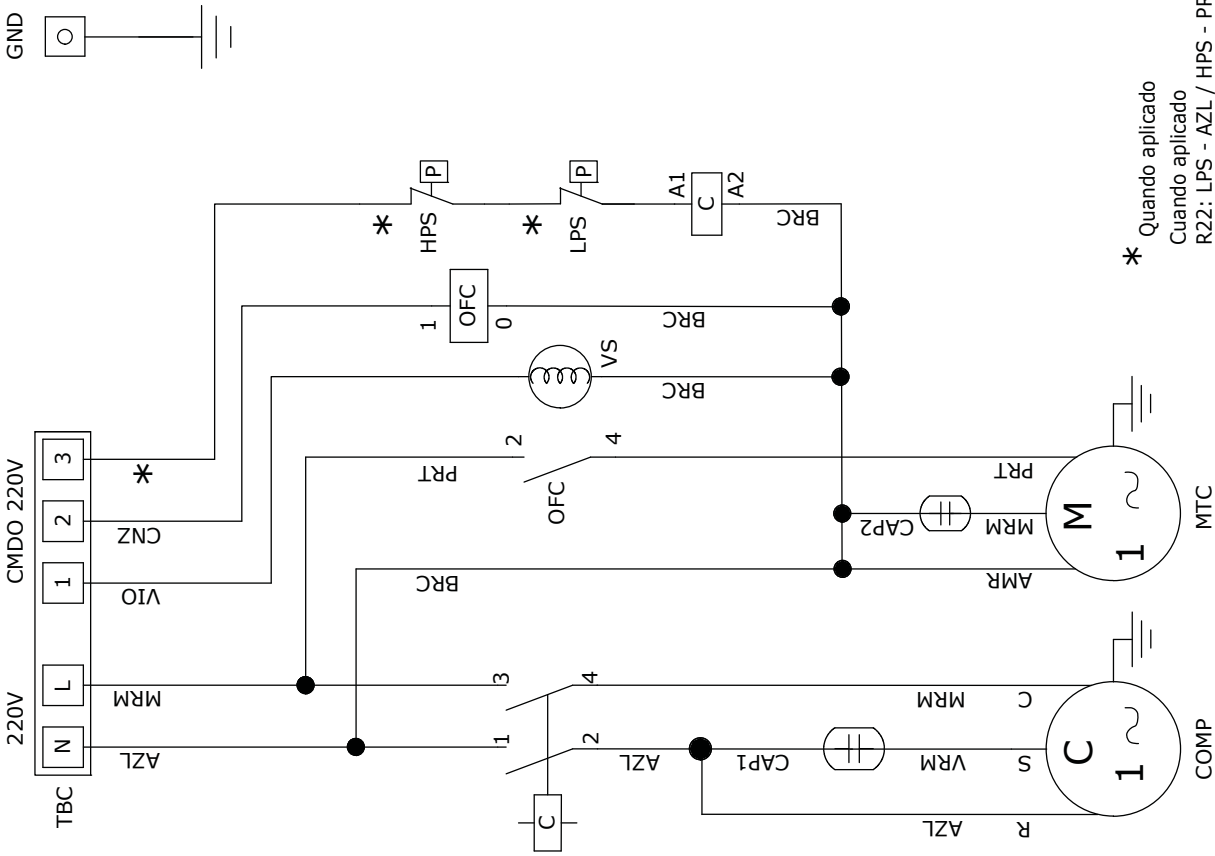 GND
CMDO 220V
220V
3
2
1
L
N
TBC
*
CNZ
VIO
MRM
AZL
*
HPS
P
*
LPS
P
A1
C
A2
BRC
1
OFC
0
BRC
VS
BRC
PRT
2
OFC
4
PRT
BRC
CAP2
MRM
AMR
M
1
MTC
3
4
1
2
C
AZL
CAP1
MRM
C
VRM
S
AZL
R
C
1
COMP
* Quando aplicado
Cuando aplicado
R22: LPS - AZL / HPS -